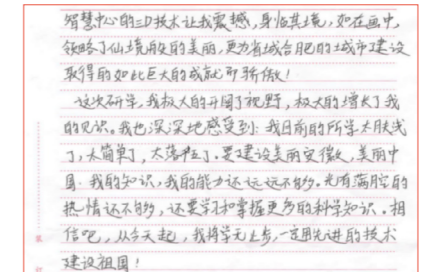 智慧中心的3D技术让我震撼,身临其境,如在画中,
领略了仙境般的美丽,更为省城合肥的城市建设
取得的如此巨大的成就而骄傲!
这次研学,我极大的开阔了视野,极大的增长了我
的见识。我也深深地感受到:我目前的所学太肤浅
了,太简单了,太落后了。要建设美丽安徽,美丽中
国,我的知识,我的能力还远远不够。光有满腔的
热情还不够,还要学习和掌握更多的科学知识。相
信吧,从今天起,我将学无止步,一定用先进的技术
建设祖国!
装
订